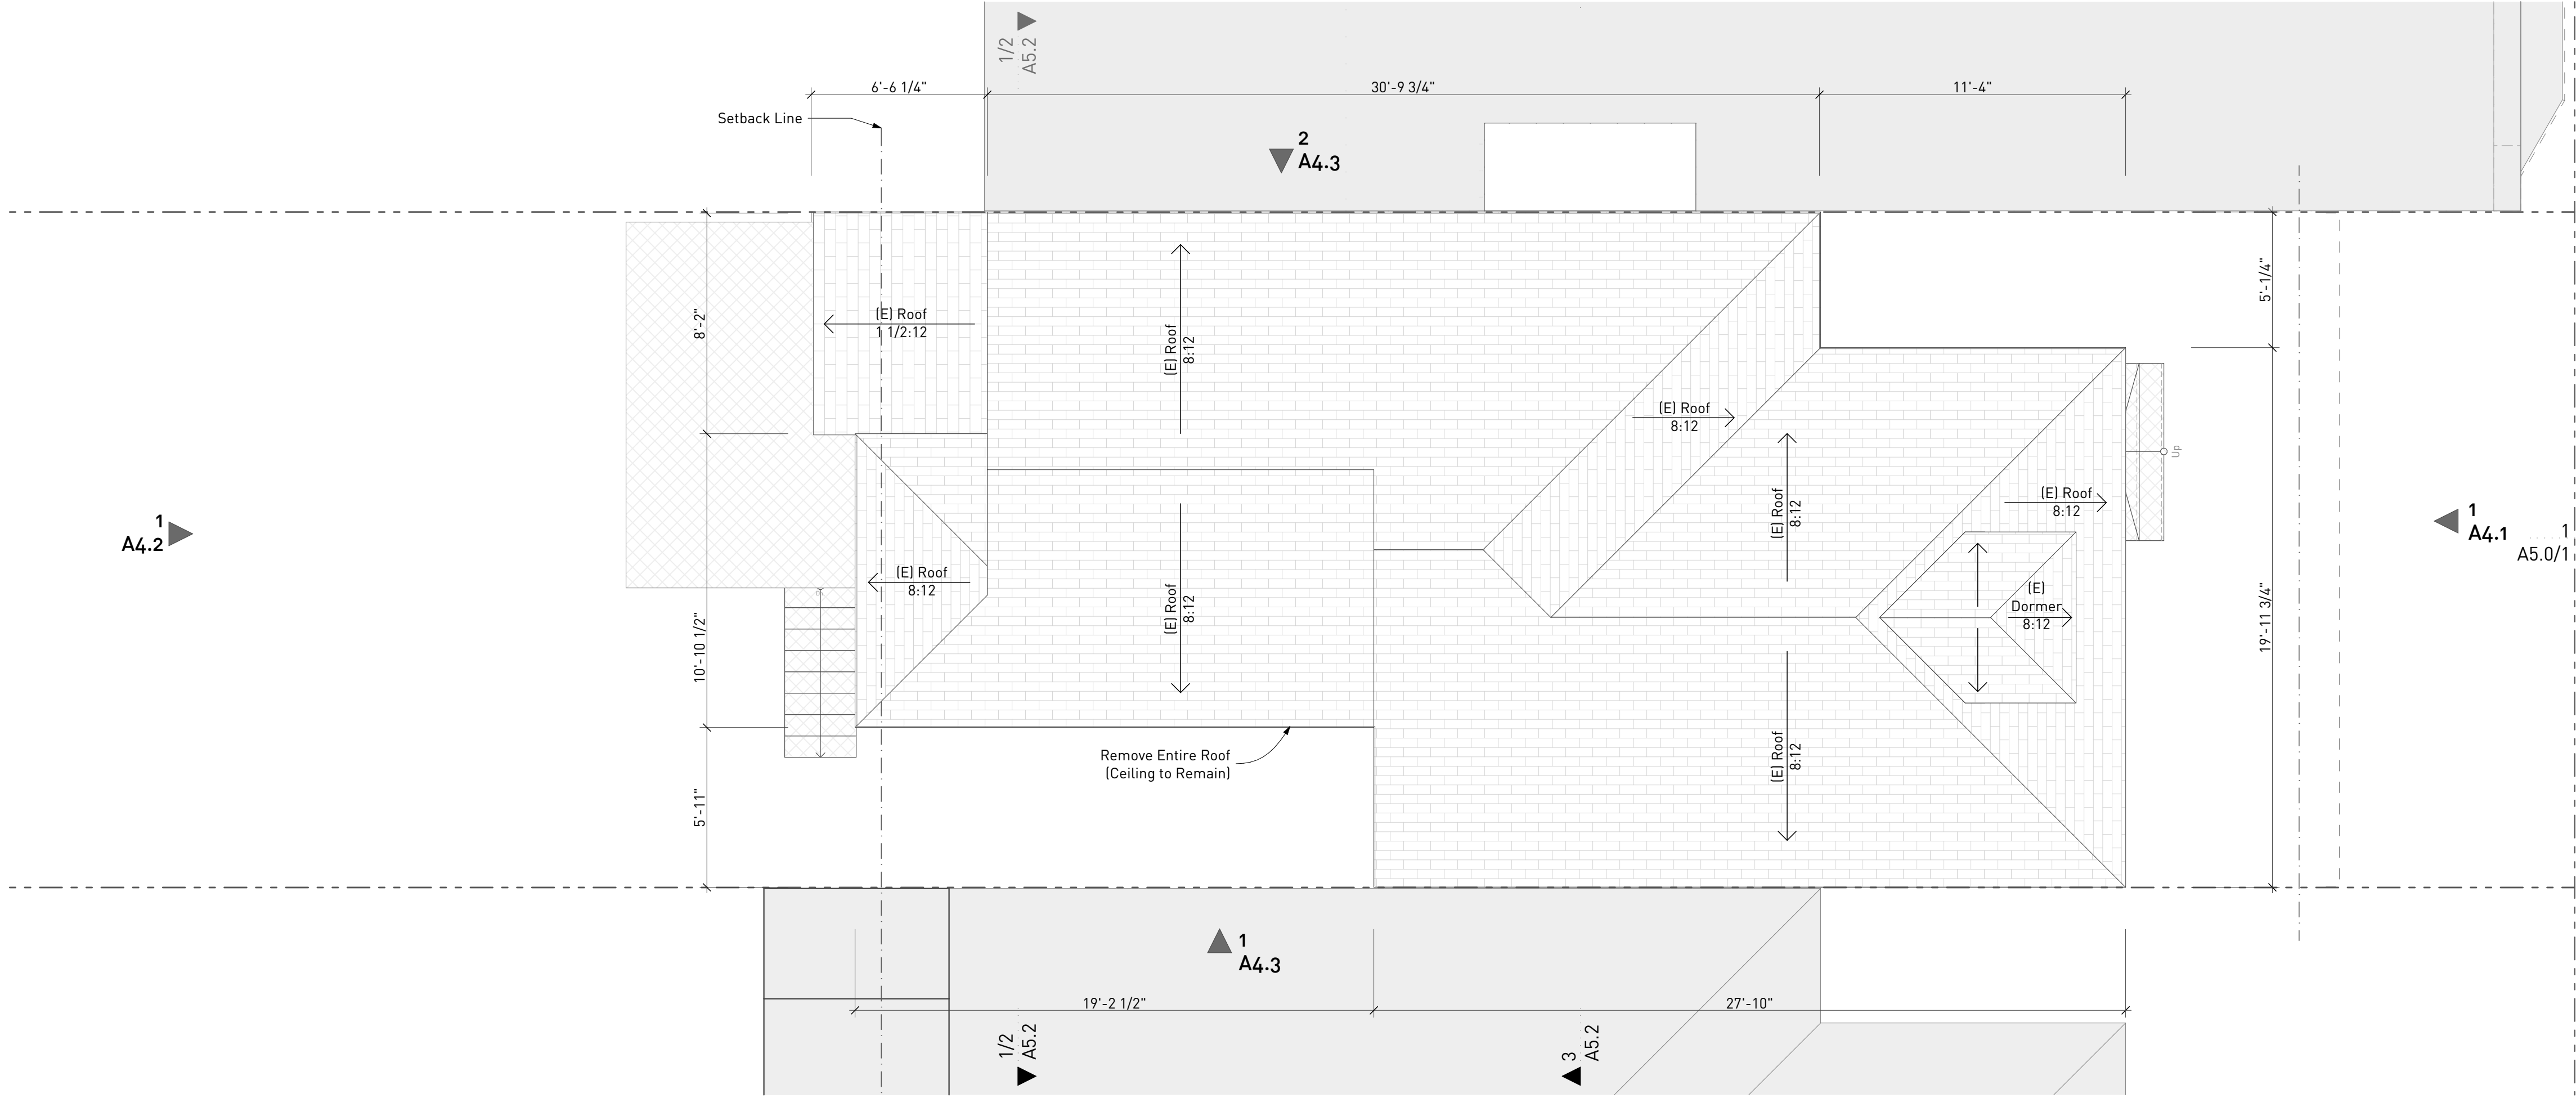 1/2
A5.2
6'-6 1/4"
30'-9 3/4"
11'-4"
Setback Line
2
A4.3
5'-1/4"
8'-2"
(E) Roof
1 1/2:12
(E) Roof
8:12
(E) Roof
8:12
Up
(E) Roof
8:12
(E) Roof
8:12
1
A4.2
1
A4.1
1
A5.0/1
(E) Roof
8:12
(E) Roof
8:12
(E)
Dormer
8:12
10'-10 1/2"
19'-11 3/4"
Remove Entire Roof
(Ceiling to Remain)
(E) Roof
8:12
5'-11"
1
A4.3
19'-2 1/2"
27'-10"
1/2
A5.2
3
A5.2